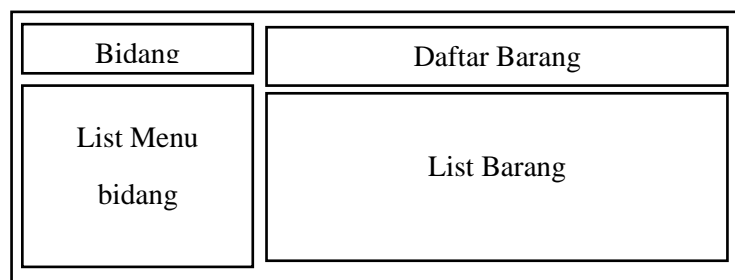 Bidang
Daftar Barang
List Menu
bidang
List Barang